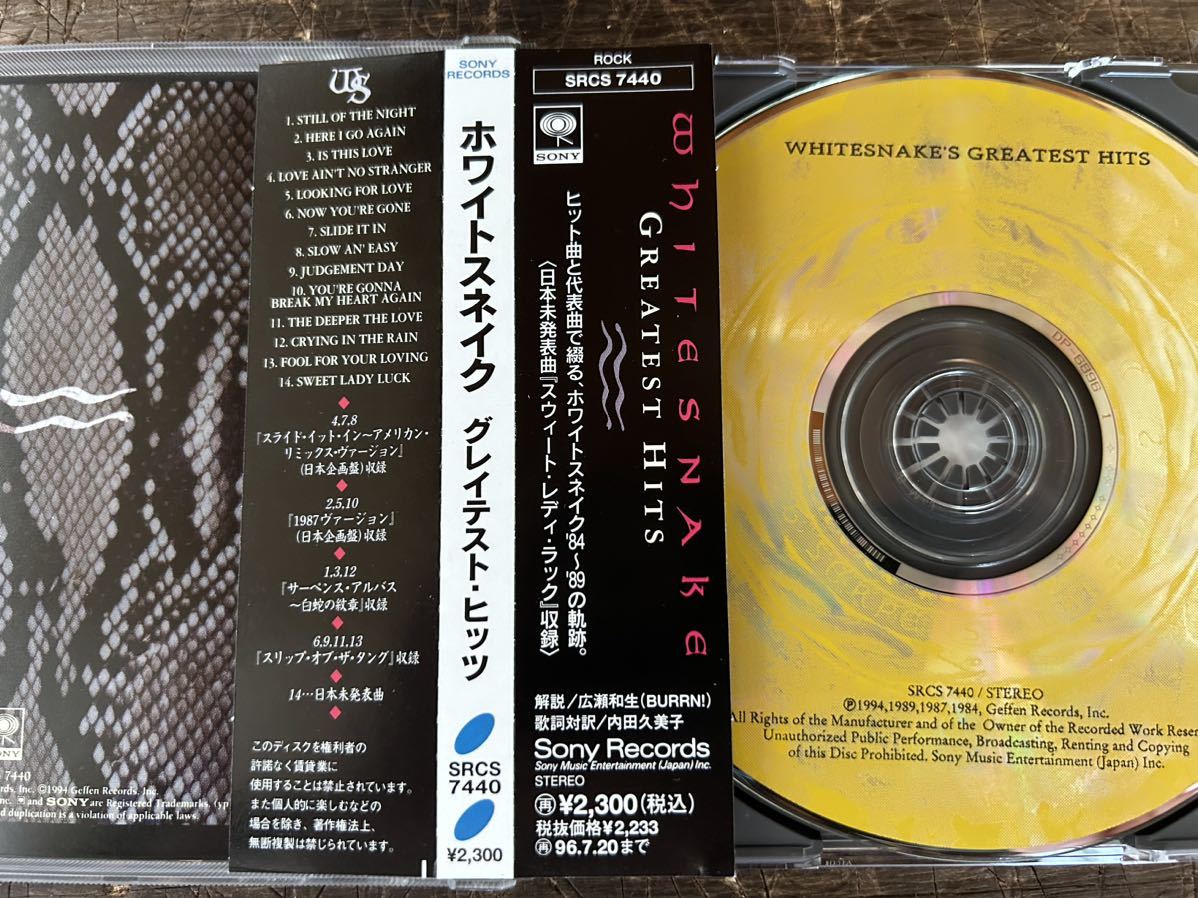 WS
1. STILL OF THE NIGHT
2. HERE I GO AGAIN
3. IS THIS LOVE
4. LOVE AIN'T NO STRANGER
5. LOOKING FOR LOVE
6. NOW YOU'RE GONE
7. SLIDE IT IN
8. SLOW AN' EASY
9. JUDGEMENT DAY
10. YOU'RE GONNA
BREAK MY HEART AGAIN
11. THE DEEPER THE LOVE
12. CRYING IN THE RAIN
13. FOOL FOR YOUR LOVING
14. SWEET LADY LUCK
4.7.8
『スライド・イット・イン〜アメリカン・
リミックス・ヴァージョン』
(日本企画盤)収録
2.5.10
『1987ヴァージョン』
(日本企画盤)収録
1.3.12
『サーペンス・アルバス
〜白蛇の紋章』収録
6.9.11.13
『スリップ・オブ・ザ・タング』収録
14…日本未発表曲
このディスクを権利者の
許諾なく賃貸業に
使用することは禁止されています。
また個人的に楽しむなどの
場合を除き、著作権法上、
無断複製は禁じられています。
SONY
RECORDS
ホワイトスネイク グレイテスト・ヒッツ
SRCS
7440
¥2,300
ROCK
SRCS 7440
SONY
WHITESNAKE
GREATEST HITS
ヒット曲と代表曲で綴る、ホワイトスネイク'84〜'89の軌跡。
〈日本未発表曲『スウィート・レディ・ラック』収録〉
解説/広瀬和生(BURRN!)
歌詞対訳/内田久美子
Sony Records
Sony Music Entertainment (Japan) Inc.
STEREO
再¥2,300(税込)
税抜価格¥2,233
再96.7.20まで
WHITESNAKE'S GREATEST HITS
DP-6896 1
SRCS 7440 / STEREO
℗1994,1989,1987,1984, Geffen Records, Inc.
All Rights of the Manufacturer and of the Owner of the Recorded Work Reser
Unauthorized Public Performance, Broadcasting, Renting and Copying
of this Disc Prohibited. Sony Music Entertainment (Japan) Inc.
SONY
7440
Inc. ©1994 Geffen Records, Inc.
nc. and SONY are Registered Trademarks. (yp
d duplication is a violation of applicable laws.